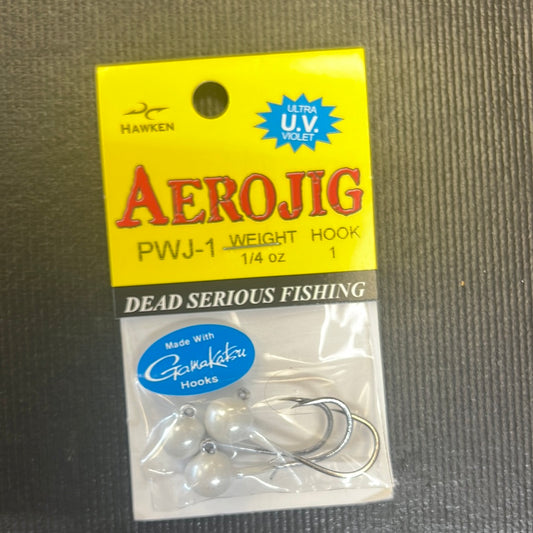 HAWKEN
ULTRA
U.V.
VIOLET
AEROJIG
PWJ-1 WEIGHT HOOK
1/4 oz 1
DEAD SERIOUS FISHING
Made With
Gamakatsu
Hooks